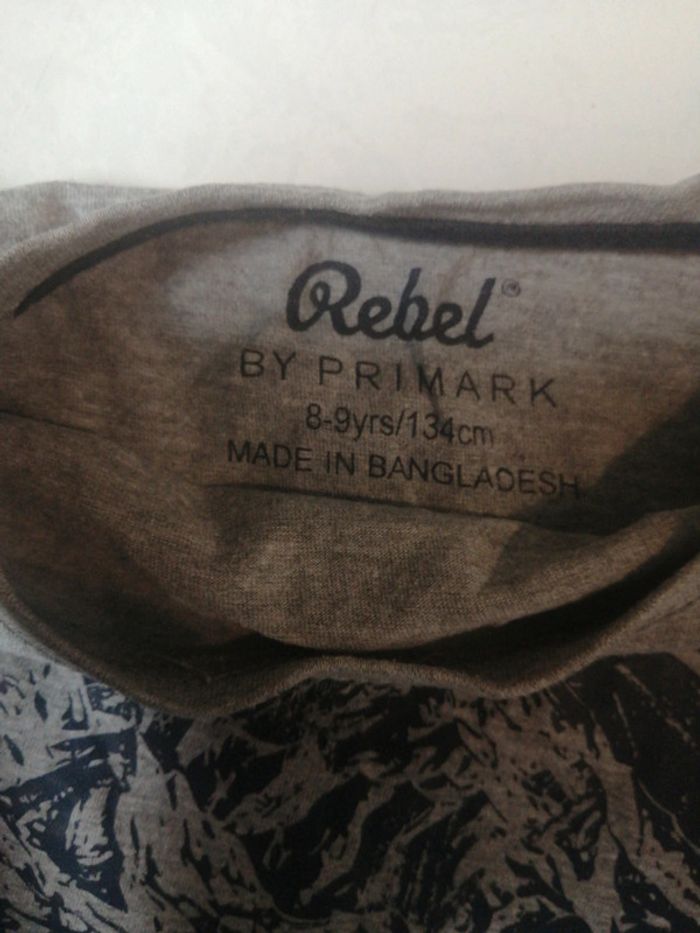 Rebel®
BY PRIMARK
8-9yrs/134cm
MADE IN BANGLADESH